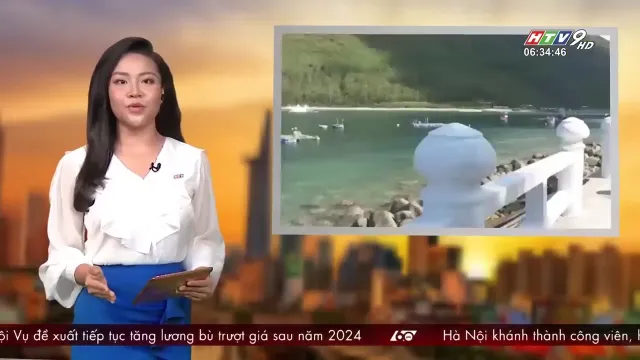 HTV9 HD
06:34:46
ội Vụ đề xuất tiếp tục tăng lương bù trượt giá sau năm 2024 60 Hà Nội khánh thành công viên,